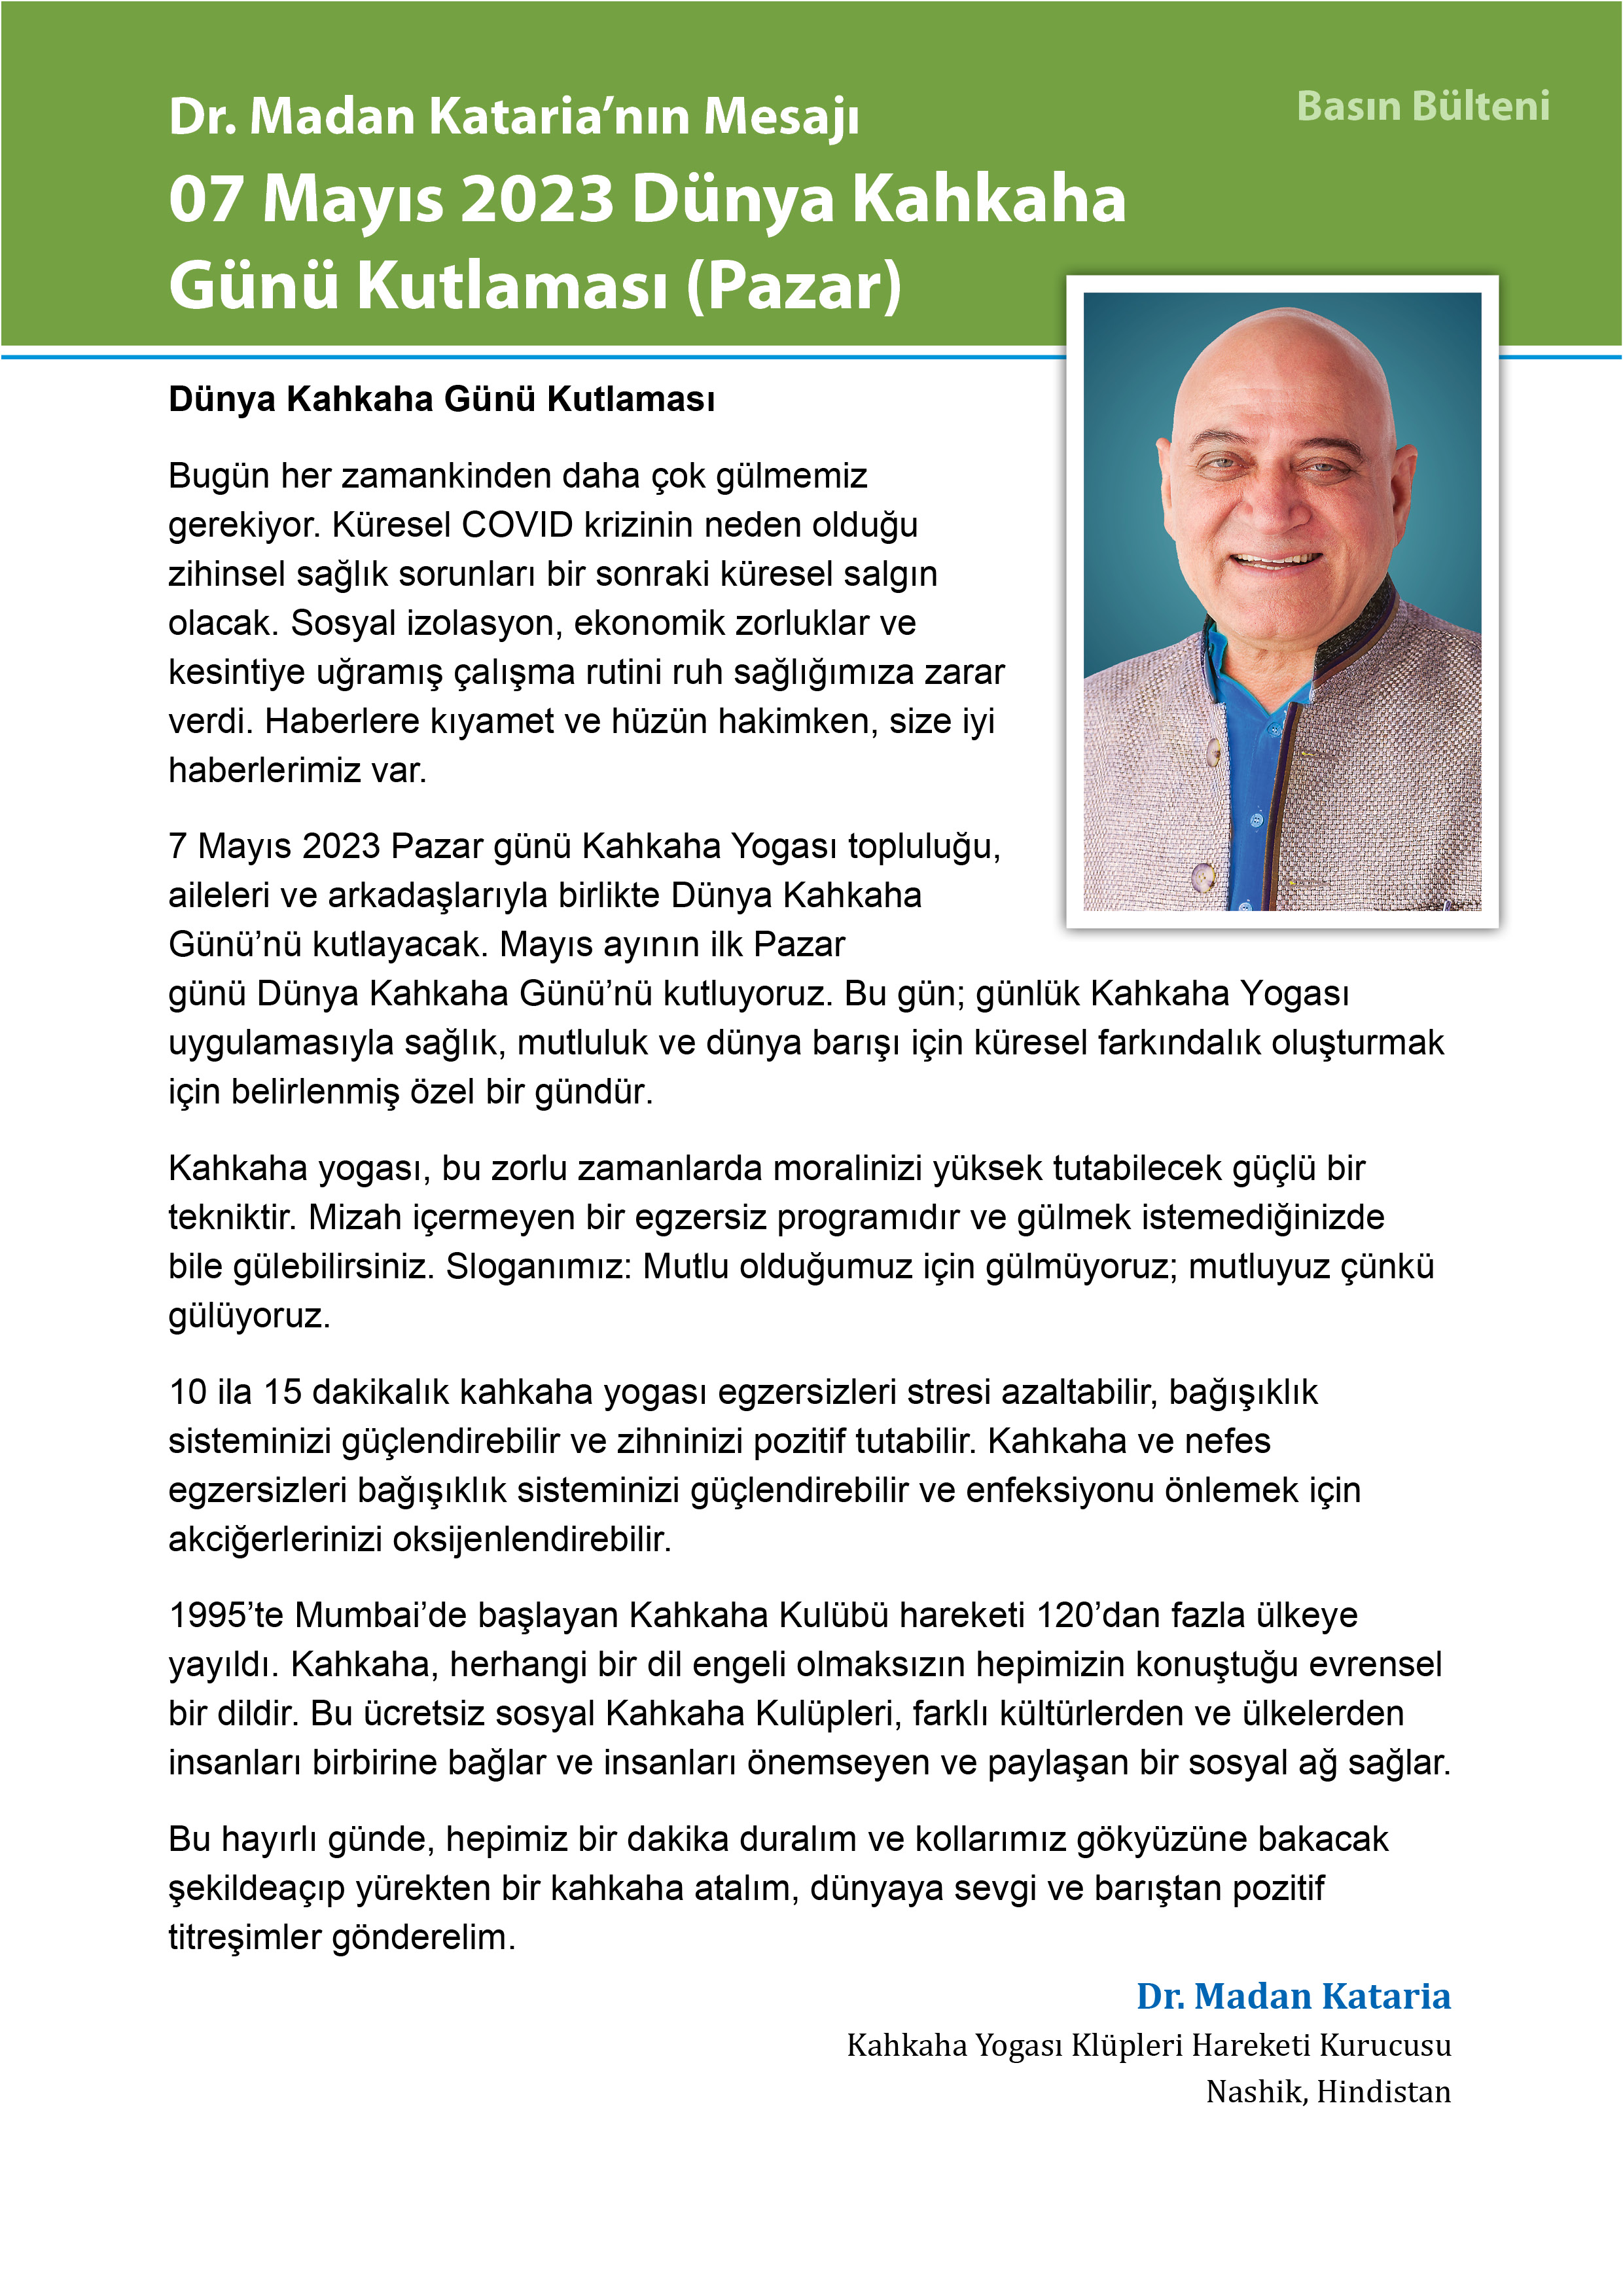 Dr. Madan Kataria’nın Mesajı
Basın Bülteni
07 Mayıs 2023 Dünya Kahkaha
Günü Kutlaması (Pazar)
Dünya Kahkaha Günü Kutlaması
Bugün her zamankinden daha çok gülmemiz
gerekiyor. Küresel COVID krizinin neden olduğu
zihinsel sağlık sorunları bir sonraki küresel salgın
olacak. Sosyal izolasyon, ekonomik zorluklar ve
kesintiye uğramış çalışma rutini ruh sağlığımıza zarar
verdi. Haberlere kıyamet ve hüzün hakimken, size iyi
haberlerimiz var.
7 Mayıs 2023 Pazar günü Kahkaha Yogası topluluğu,
aileleri ve arkadaşlarıyla birlikte Dünya Kahkaha
Günü’nü kutlayacak. Mayıs ayının ilk Pazar
günü Dünya Kahkaha Günü’nü kutluyoruz. Bu gün; günlük Kahkaha Yogası
uygulamasıyla sağlık, mutluluk ve dünya barışı için küresel farkındalık oluşturmak
için belirlenmiş özel bir gündür.
Kahkaha yogası, bu zorlu zamanlarda moralinizi yüksek tutabilecek güçlü bir
tekniktir. Mizah içermeyen bir egzersiz programıdır ve gülmek istemediğinizde
bile gülebilirsiniz. Sloganımız: Mutlu olduğumuz için gülmüyoruz; mutluyuz çünkü
gülüyoruz.
10 ila 15 dakikalık kahkaha yogası egzersizleri stresi azaltabilir, bağışıklık
sisteminizi güçlendirebilir ve zihninizi pozitif tutabilir. Kahkaha ve nefes
egzersizleri bağışıklık sisteminizi güçlendirebilir ve enfeksiyonu önlemek için
akciğerlerinizi oksijenlendirebilir.
1995’te Mumbai’de başlayan Kahkaha Kulübü hareketi 120’dan fazla ülkeye
yayıldı. Kahkaha, herhangi bir dil engeli olmaksızın hepimizin konuştuğu evrensel
bir dildir. Bu ücretsiz sosyal Kahkaha Kulüpleri, farklı kültürlerden ve ülkelerden
insanları birbirine bağlar ve insanları önemseyen ve paylaşan bir sosyal ağ sağlar.
Bu hayırlı günde, hepimiz bir dakika duralım ve kollarımız gökyüzüne bakacak
şekildeaçıp yürekten bir kahkaha atalım, dünyaya sevgi ve barıştan pozitif
titreşimler gönderelim.
Dr. Madan Kataria
Kahkaha Yogası Klüpleri Hareketi Kurucusu
Nashik, Hindistan